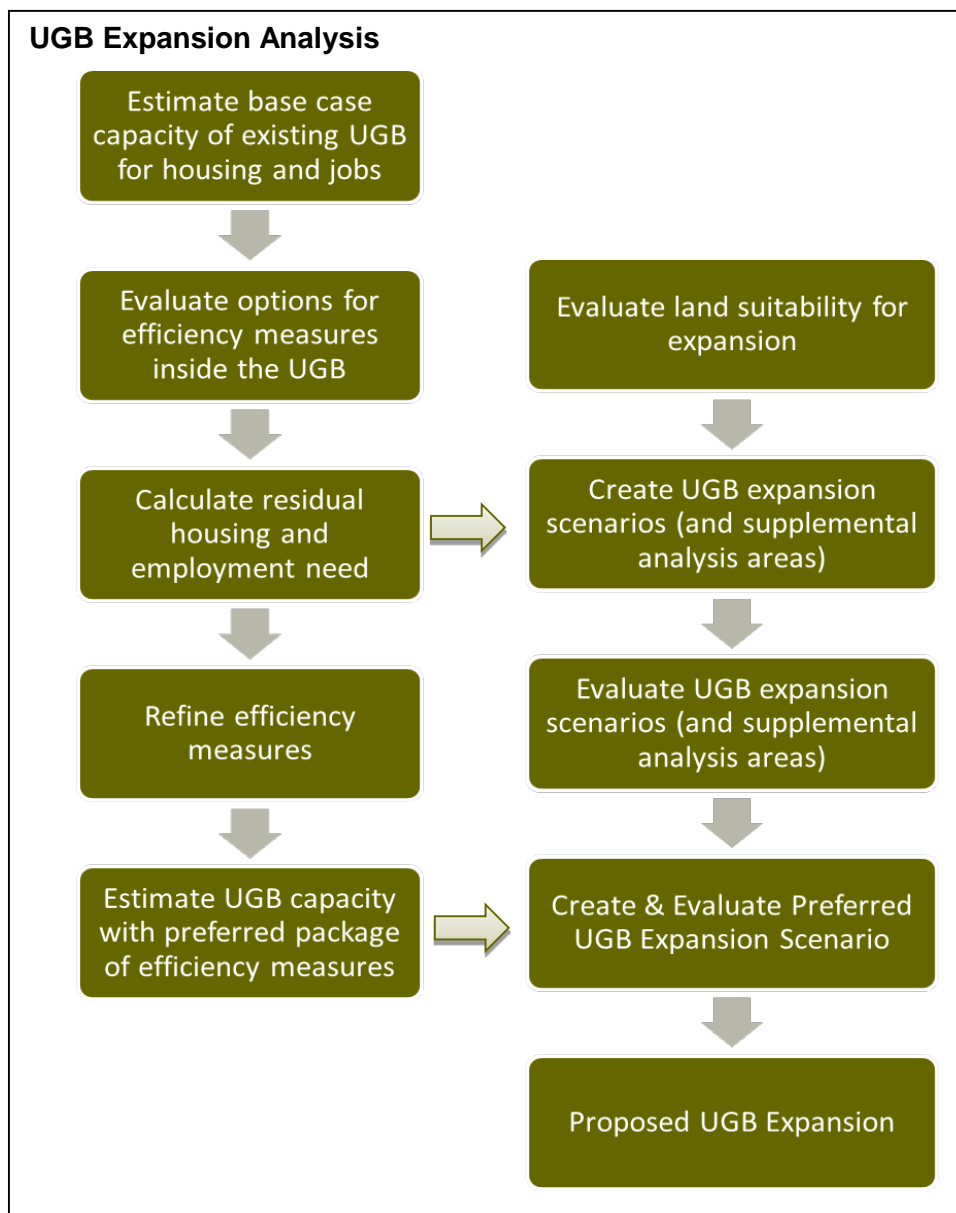 UGB Expansion Analysis
Estimate base case
capacity of existing UGB
for housing and jobs
Evaluate options for
efficiency measures
inside the UGB
Calculate residual
housing and
employment need
Refine efficiency
measures
Estimate UGB capacity
with preferred package
of efficiency measures
Evaluate land suitability for
expansion
Create UGB expansion
scenarios (and supplemental
analysis areas)
Evaluate UGB expansion
scenarios (and supplemental
analysis areas)
Create & Evaluate Preferred
UGB Expansion Scenario
Proposed UGB Expansion